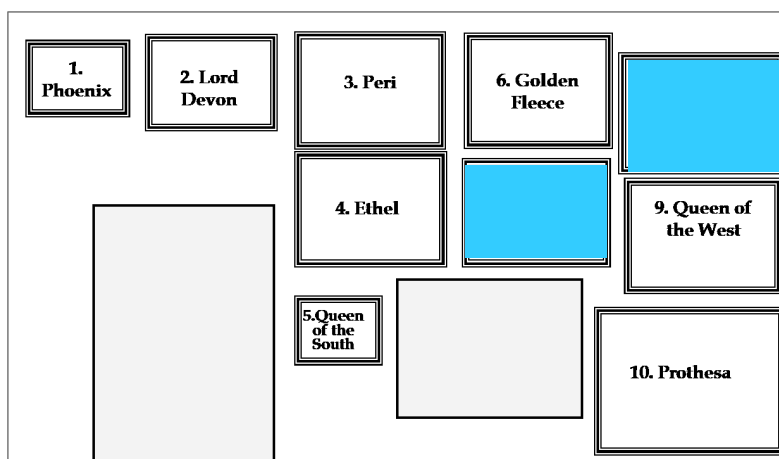 1.
Phoenix
2. Lord
Devon
3. Peri
6. Golden
Fleece
4. Ethel
9. Queen of
the West
5.Queen
of the
South
10. Prothesa